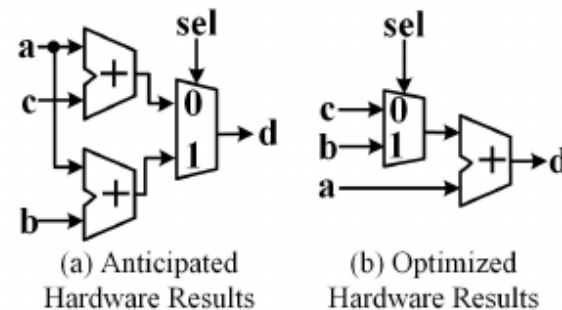 sel
a
+
c
0
1
d
+
b
(a) Anticipated
Hardware Results
sel
c
0
b
1
+
d
a
(b) Optimized
Hardware Results